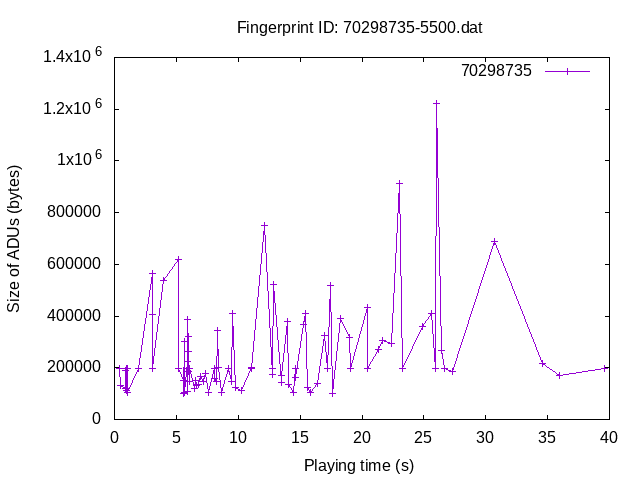 Fingerprint ID: 70298735-5500.dat
70298735
1.4x10^6
1.2x10^6
1x10^6
800000
600000
400000
200000
0
0 5 10 15 20 25 30 35 40
Size of ADUs (bytes)
Playing time (s)